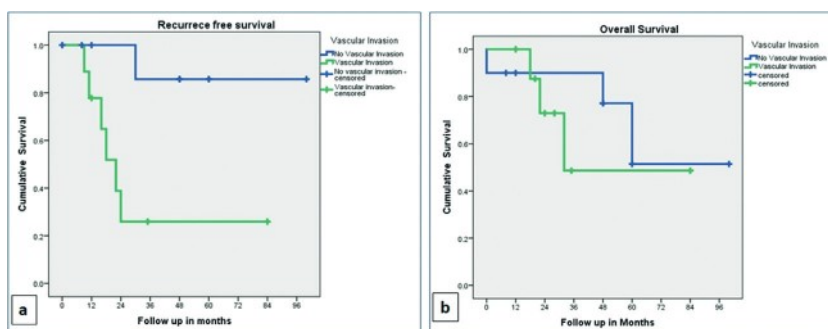 Recurrece free survival
Vascular Invasion
No Vascular Invasion
Vascular Invasion
No vascular Invasion -
censored
Vascular Invasion-
censored
Cumulative Survival
1.0
0.8
0.6
0.4
0.2
0.0
0 12 24 36 48 60 72 84 96
Follow up in months
a
Overall Survival
Vascular Invasion
No Vascular Invasion
Vascular Invasion
censored
censored
Cumulative Survival
1.0
0.8
0.6
0.4
0.2
0.0
0 12 24 36 48 60 72 84 96
Follow up in Months
b